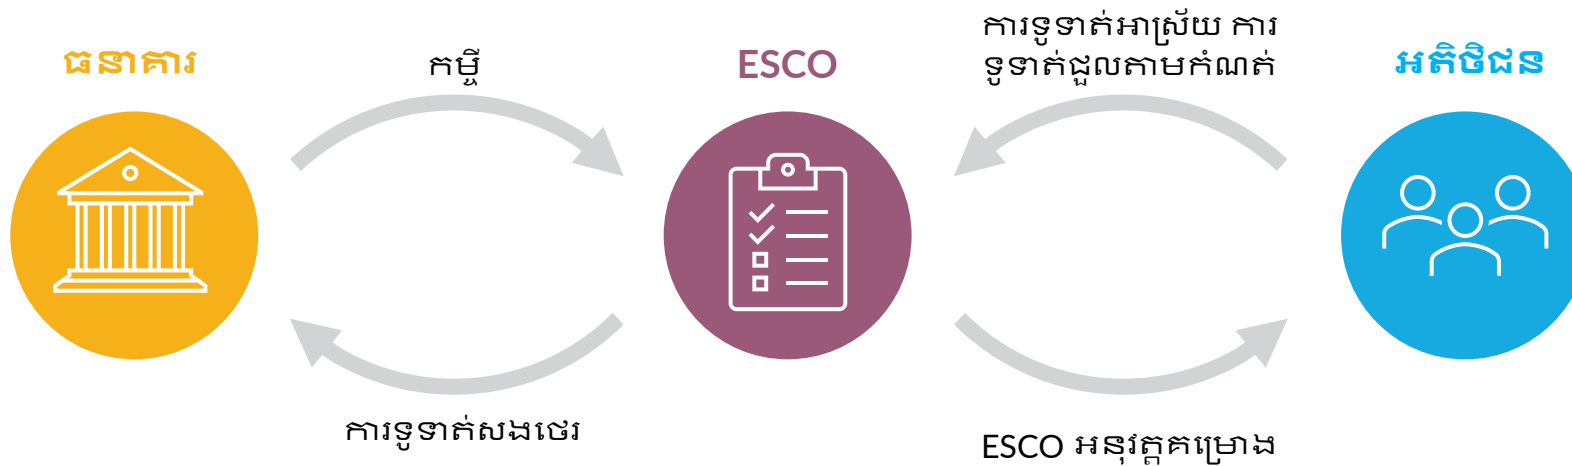 ធនាគារ
កម្ចី
ESCO
ការទូទាត់អាស្រ័យ ការ
ទូទាត់ជួលតាមកំណត់
អតិថិជន
ការទូទាត់សងថេរ
ESCO អនុវត្តគម្រោង